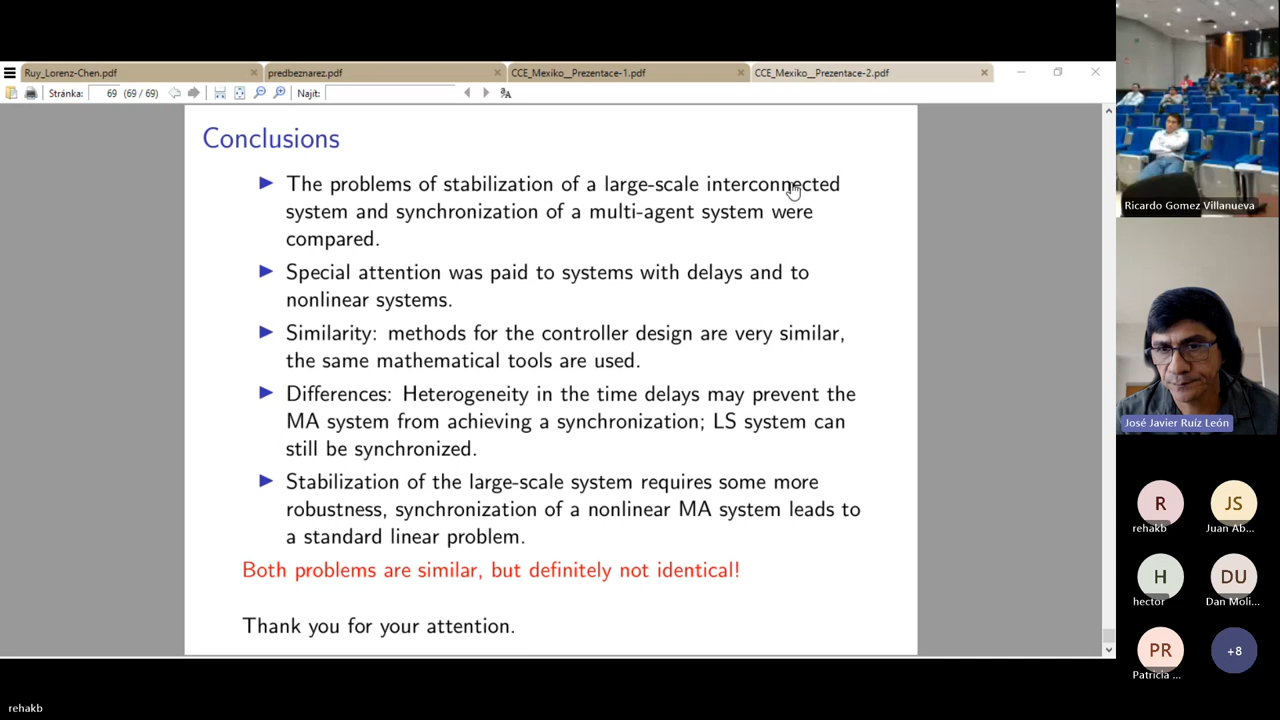 Ruy_Lorenz-Chen.pdf
predbeznarez.pdf
CCE_Mexiko__Prezentace-1.pdf
CCE_Mexiko__Prezentace-2.pdf
Stránka: 69 (69 / 69)
Najít:
Conclusions
The problems of stabilization of a large-scale interconnected
system and synchronization of a multi-agent system were
compared.
Special attention was paid to systems with delays and to
nonlinear systems.
Similarity: methods for the controller design are very similar,
the same mathematical tools are used.
Differences: Heterogeneity in the time delays may prevent the
MA system from achieving a synchronization; LS system can
still be synchronized.
Stabilization of the large-scale system requires some more
robustness, synchronization of a nonlinear MA system leads to
a standard linear problem.
Both problems are similar, but definitely not identical!
Thank you for your attention.
Ricardo Gomez Villanueva
José Javier Ruíz León
R
rehakb
JS
Juan Ab...
H
hector
DU
Dan Moli...
PR
Patricia ...
+8
rehakb